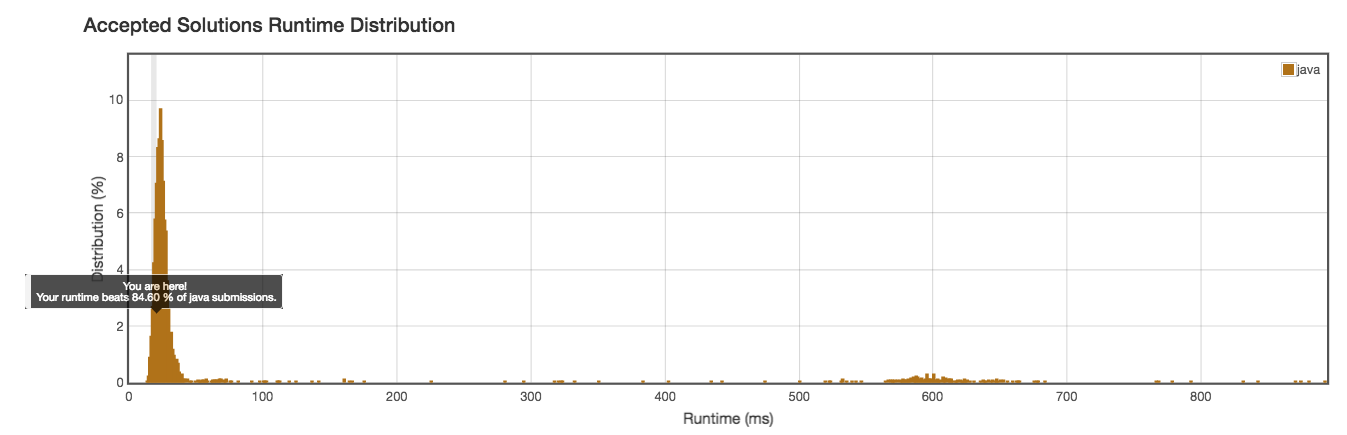 Accepted Solutions Runtime Distribution
java
10
8
6
4
2
0
Distribution (%)
You are here!
Your runtime beats 84.60 % of java submissions.
0 100 200 300 400 500 600 700 800
Runtime (ms)